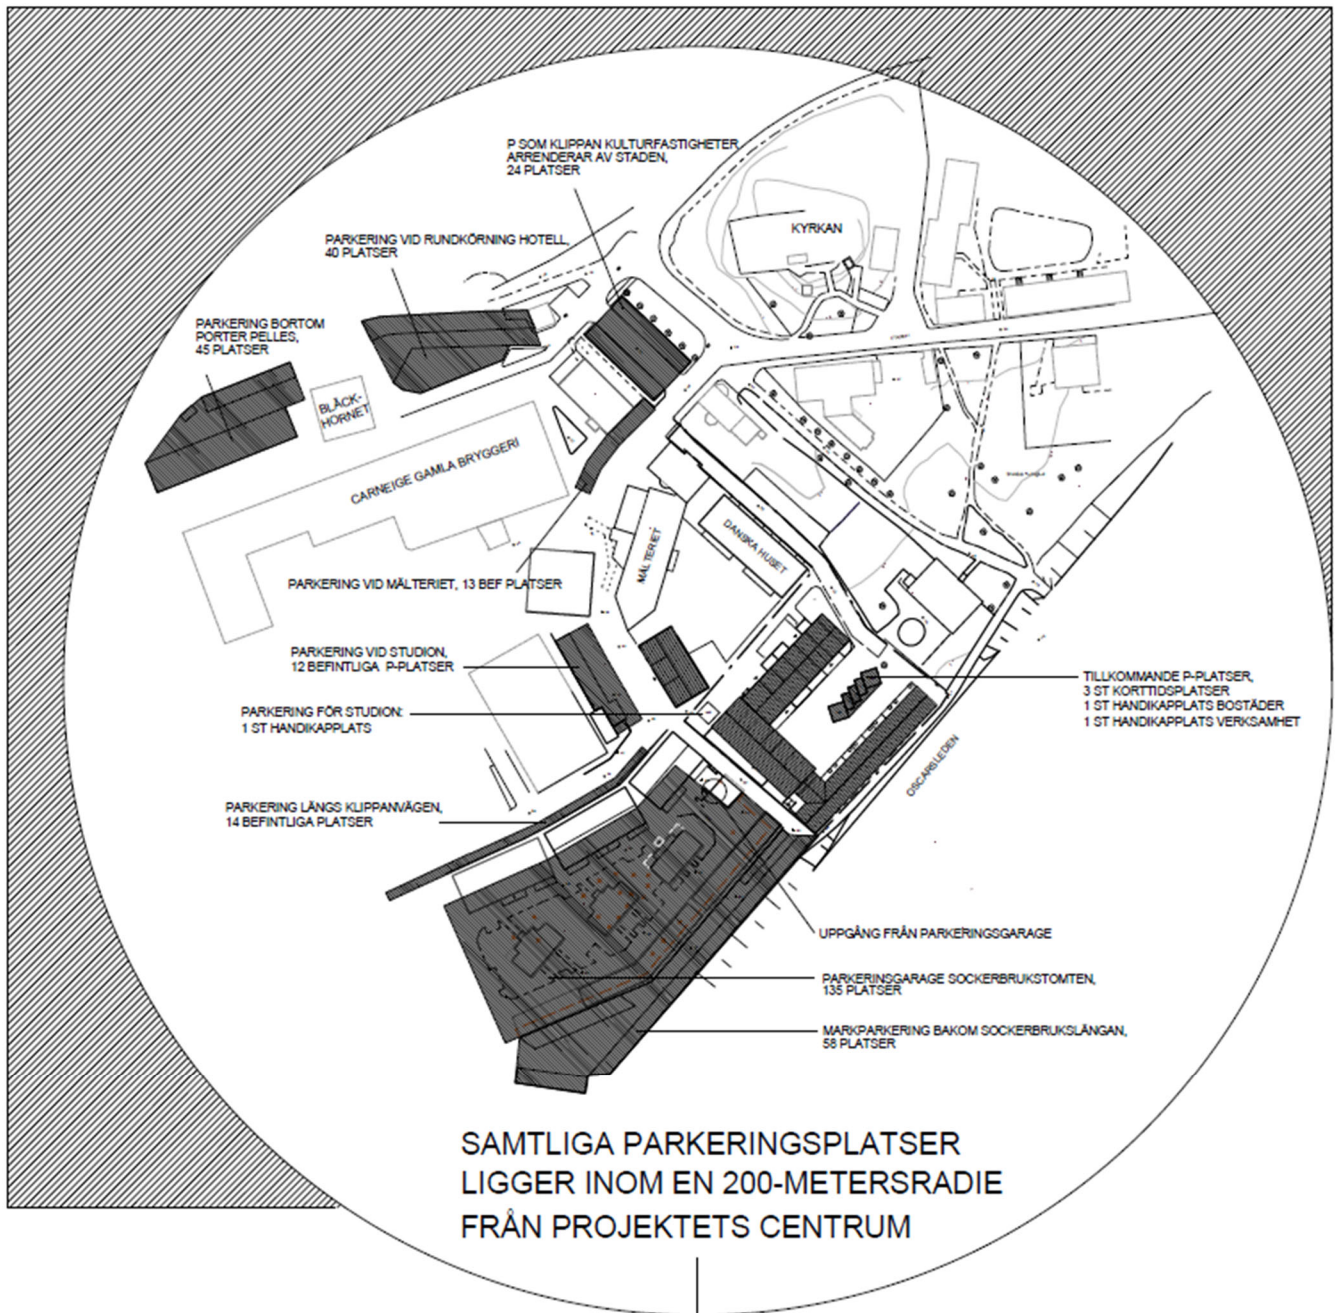 P SOM KLIPPAN KULTURFASTIGHETER
ARRENDERAR AV STADEN,
24 PLATSER
KYRKAN
PARKERING VID RUNDKÖRNING HOTELL,
40 PLATSER
PARKERING BORTOM
PORTER PELLES,
45 PLATSER
BLÄCK-
HORNET
CARNEIGE GAMLA BRYGGERI
MÄLTERIET
DANSKA HUSET
PARKERING VID MÄLTERIET, 13 BEF PLATSER
PARKERING VID STUDION,
12 BEFINTLIGA P-PLATSER
TILLKOMMANDE P-PLATSER,
3 ST KORTTIDSPLATSER
1 ST HANDIKAPPLATS BOSTÄDER
1 ST HANDIKAPPLATS VERKSAMHET
PARKERING FÖR STUDION:
1 ST HANDIKAPPLATS
OSCARSLEDEN
PARKERING LÄNGS KLIPPANVÄGEN,
14 BEFINTLIGA PLATSER
UPPGÅNG FRÅN PARKERINGSGARAGE
PARKERINSGARAGE SOCKERBRUKSTOMTEN,
135 PLATSER
MARKPARKERING BAKOM SOCKERBRUKSLÄNGAN,
58 PLATSER
SAMTLIGA PARKERINGSPLATSER
LIGGER INOM EN 200-METERSRADIE
FRÅN PROJEKTETS CENTRUM